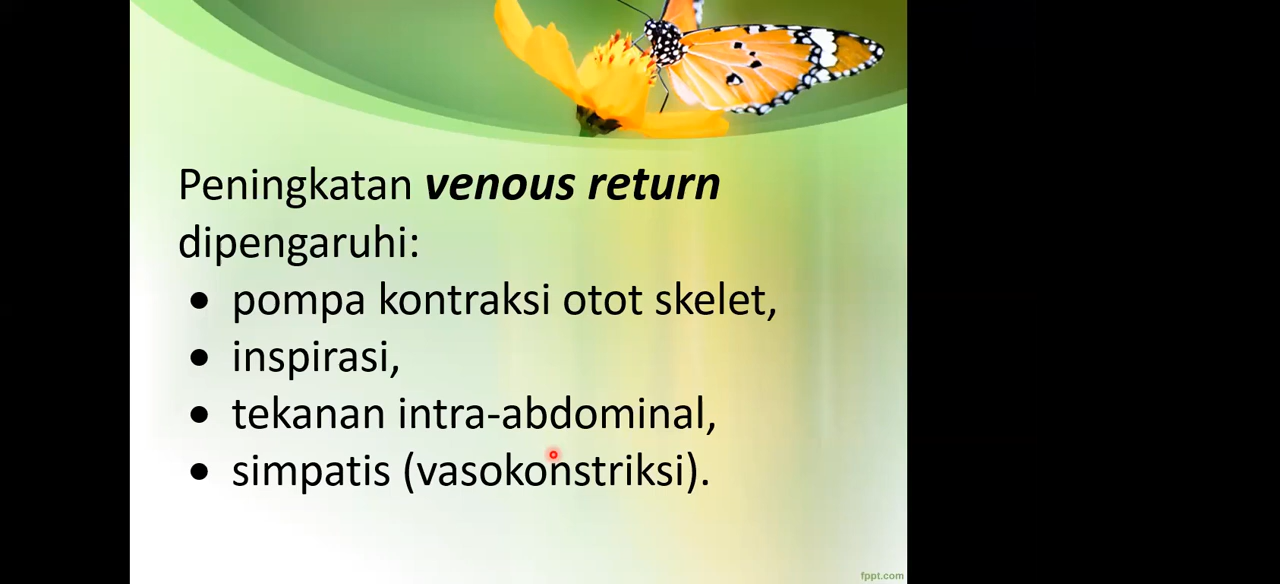 Peningkatan venous return
dipengaruhi:
• pompa kontraksi otot skelet,
• inspirasi,
• tekanan intra-abdominal,
• simpatis (vasokonstriksi).
fppt.com